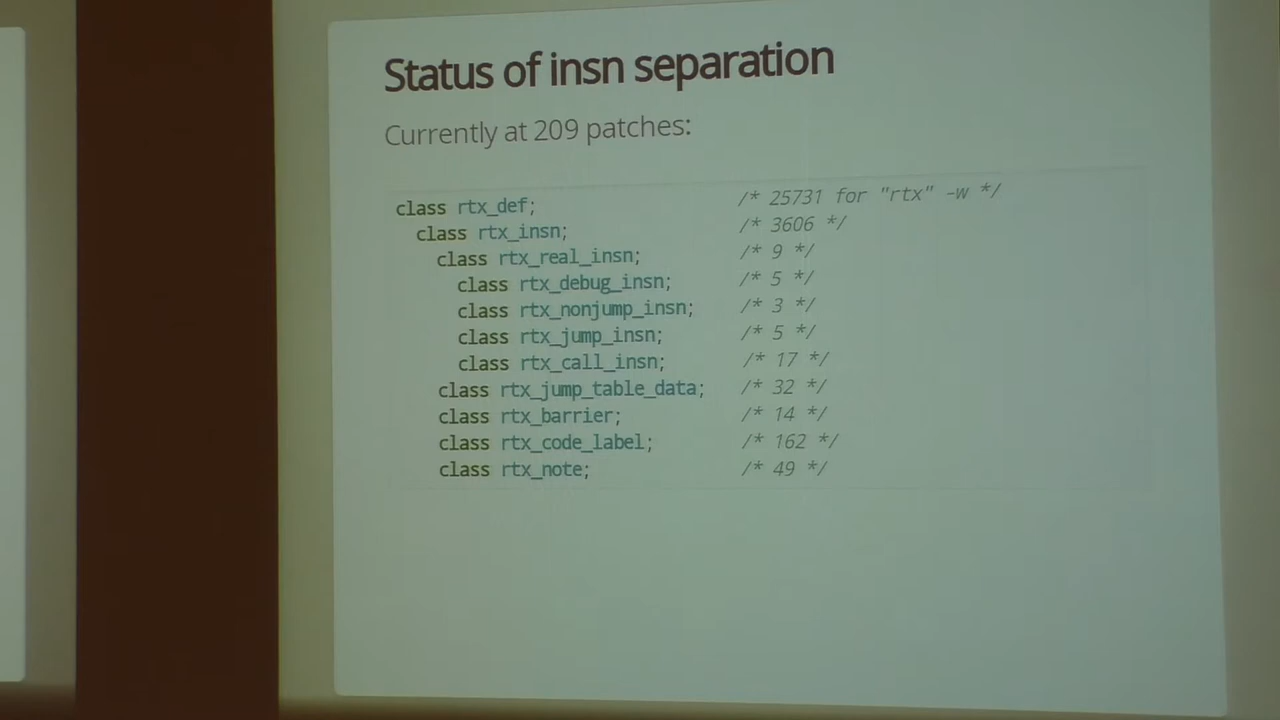 Status of insn separation
Currently at 209 patches:
class rtx_def; /* 25731 for "rtx" -w */
class rtx_insn; /* 3606 */
class rtx_real_insn; /* 9 */
class rtx_debug_insn; /* 5 */
class rtx_nonjump_insn; /* 3 */
class rtx_jump_insn; /* 5 */
class rtx_call_insn; /* 17 */
class rtx_jump_table_data; /* 32 */
class rtx_barrier; /* 14 */
class rtx_code_label; /* 162 */
class rtx_note; /* 49 */